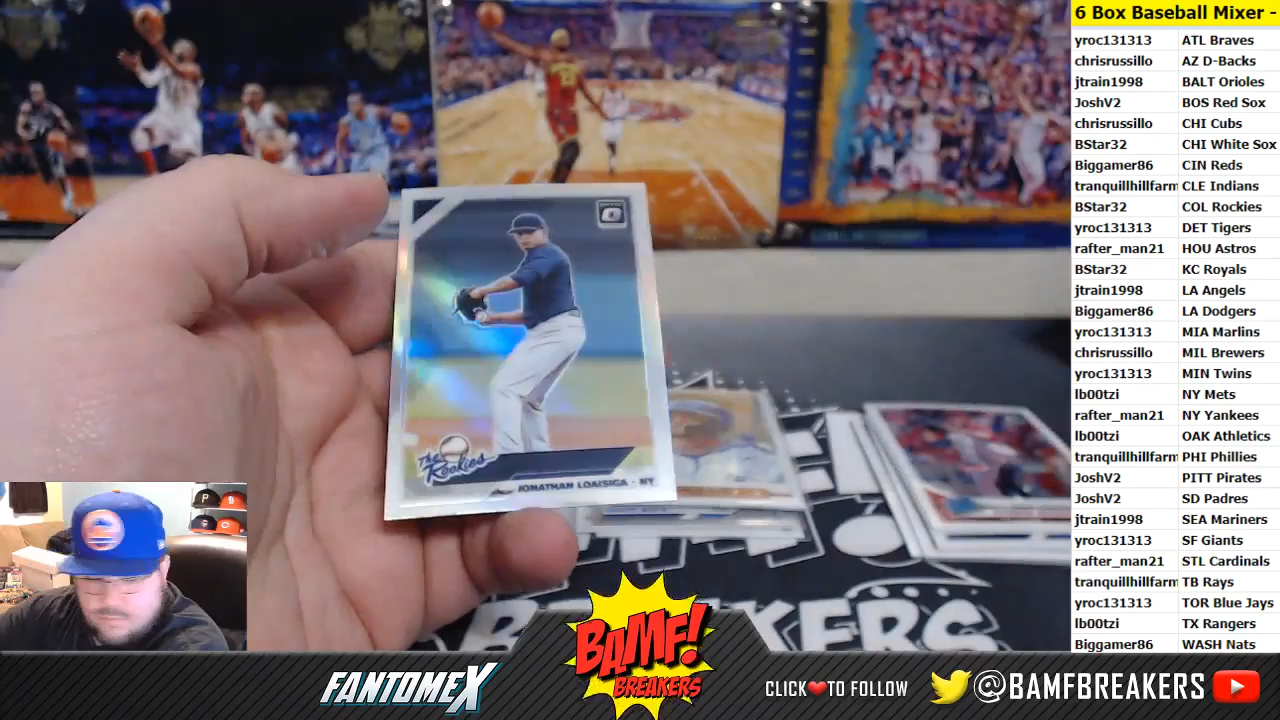 6 Box Baseball Mixer -
yroc131313 ATL Braves
chrisrussillo AZ D-Backs
jtrain1998 BALT Orioles
JoshV2 BOS Red Sox
chrisrussillo CHI Cubs
BStar32 CHI White Sox
Biggamer86 CIN Reds
tranquillhillfarm CLE Indians
BStar32 COL Rockies
yroc131313 DET Tigers
rafter_man21 HOU Astros
BStar32 KC Royals
jtrain1998 LA Angels
Biggamer86 LA Dodgers
yroc131313 MIA Marlins
chrisrussillo MIL Brewers
yroc131313 MIN Twins
lb00tzi NY Mets
rafter_man21 NY Yankees
lb00tzi OAK Athletics
tranquillhillfarm PHI Phillies
JoshV2 PITT Pirates
JoshV2 SD Padres
jtrain1998 SEA Mariners
yroc131313 SF Giants
rafter_man21 STL Cardinals
tranquillhillfarm TB Rays
yroc131313 TOR Blue Jays
lb00tzi TX Rangers
Biggamer86 WASH Nats
The Rookies
JONATHAN LOAISIGA - NY
BAMF!
BREAKERS
FANTOMEX
CLICK TO FOLLOW
@BAMFBREAKERS